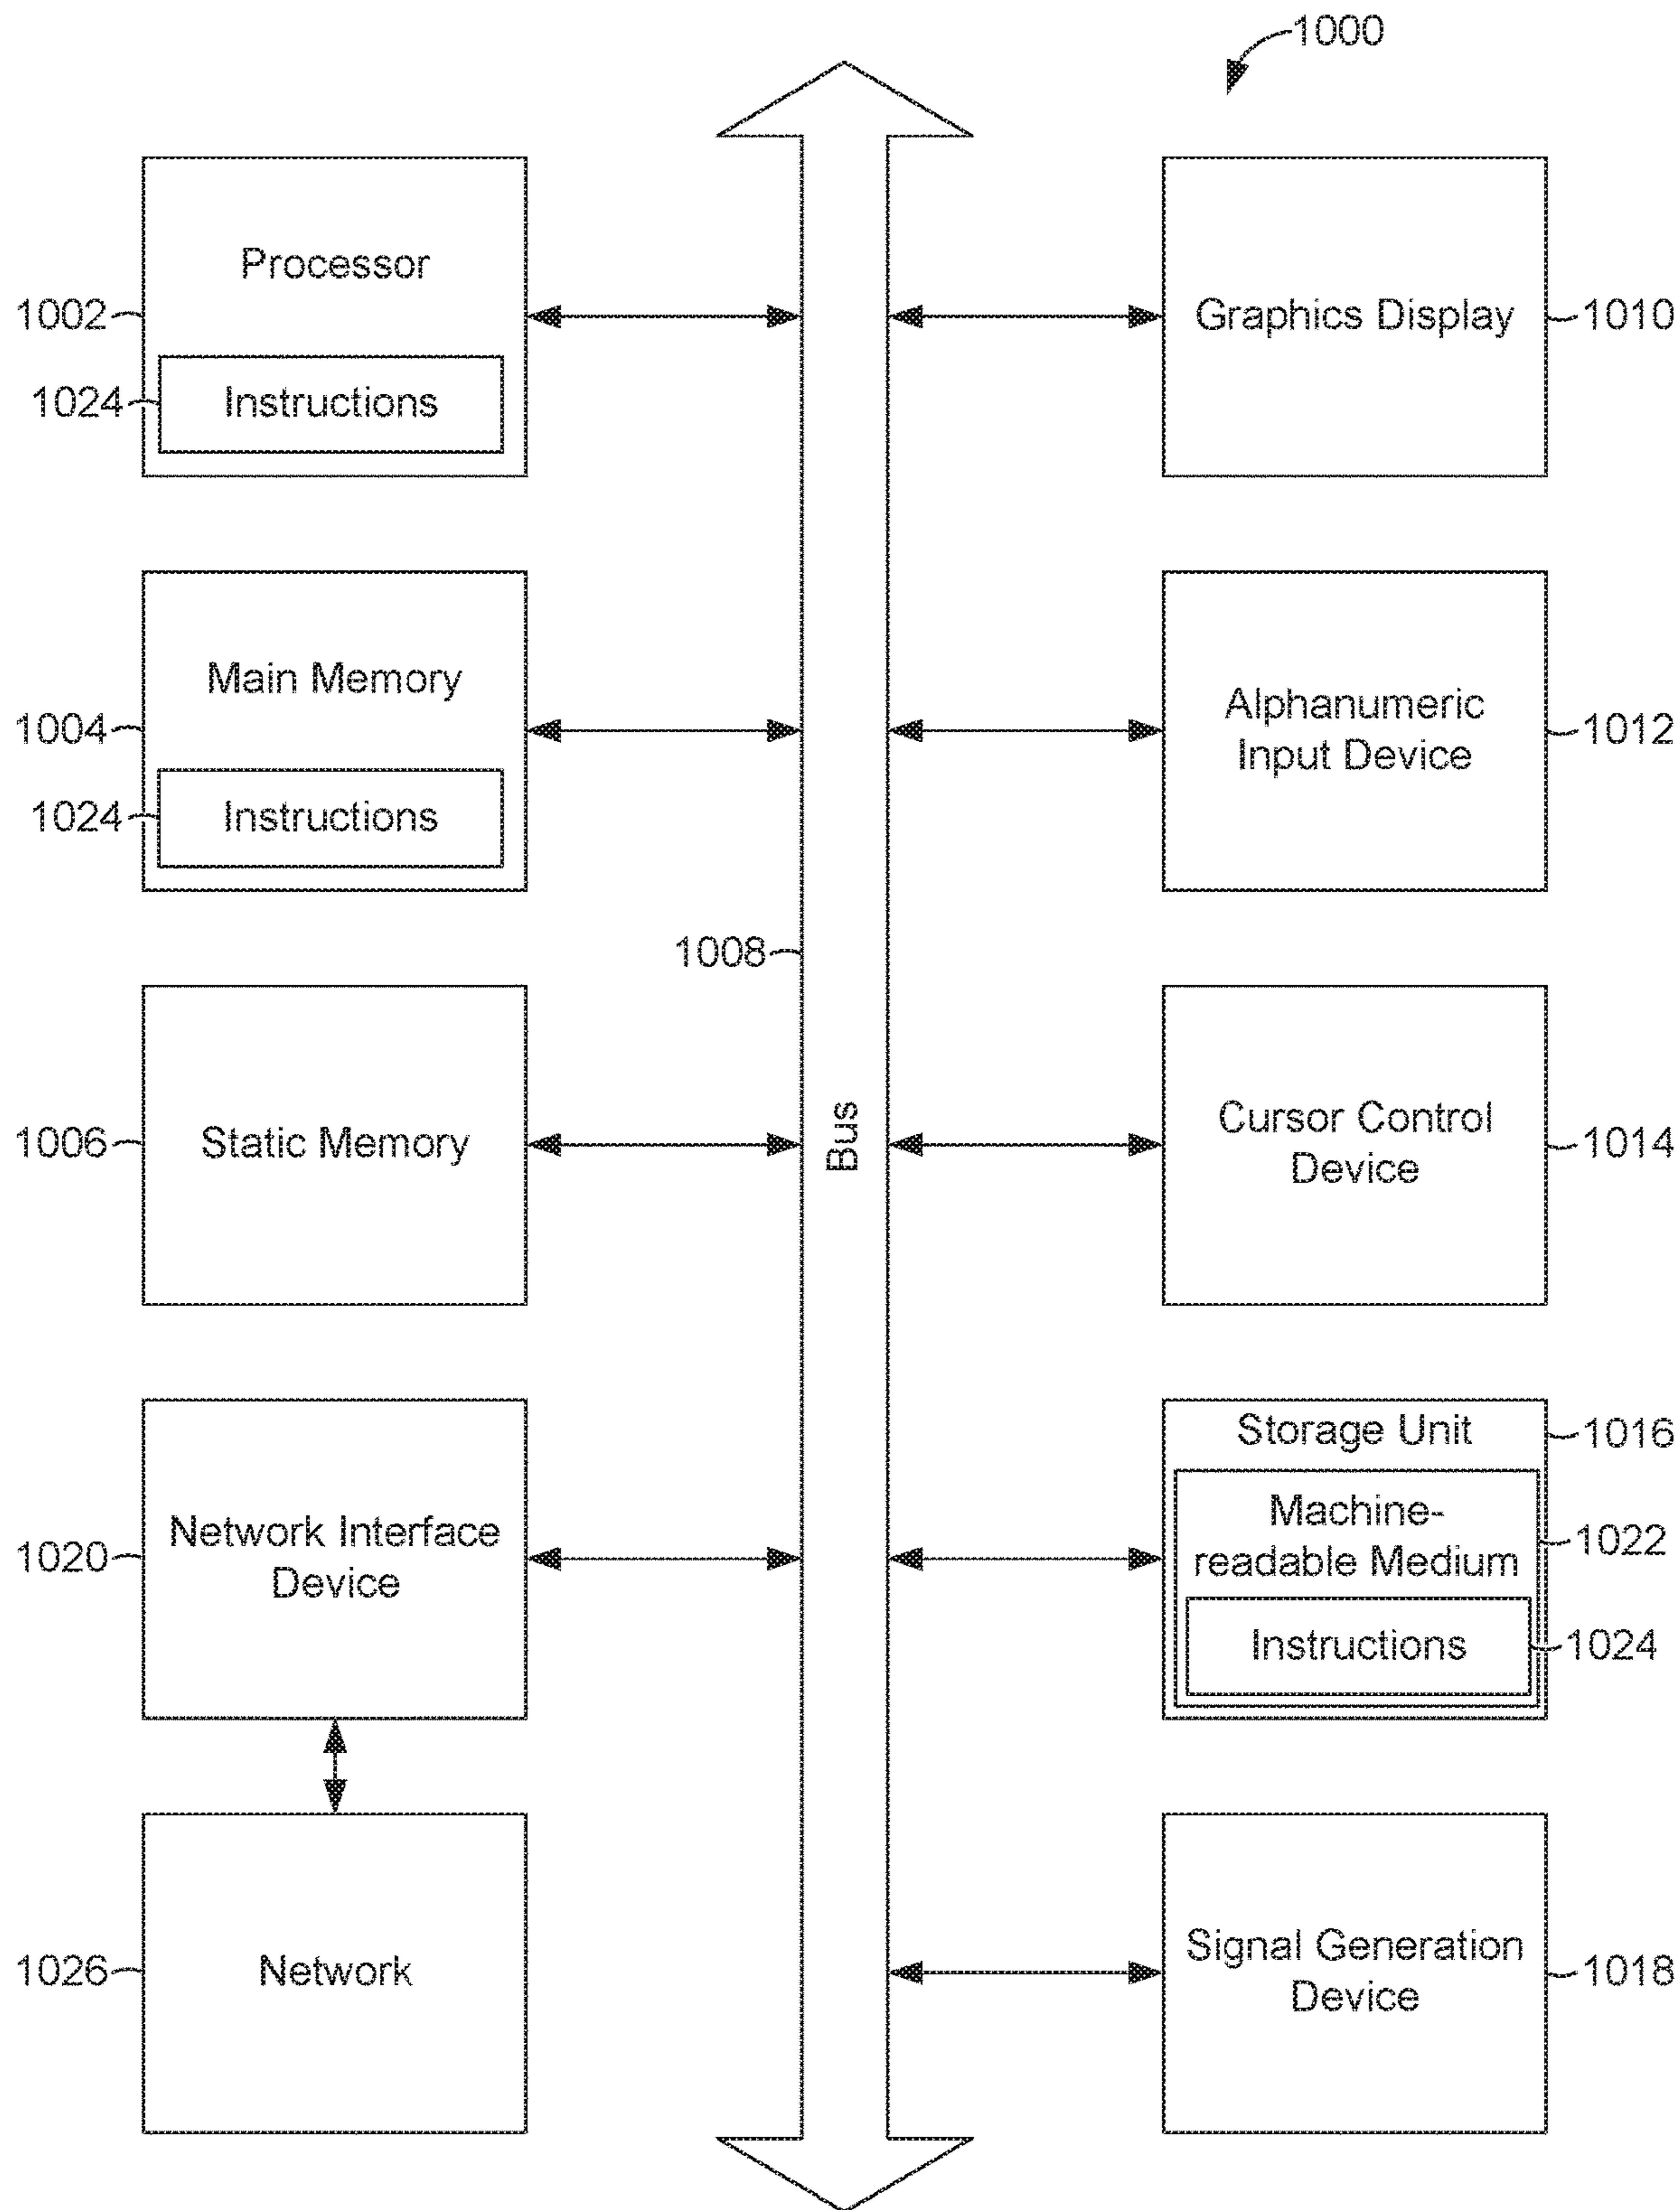 1000
Processor
1002
1024
Instructions
Graphics Display
1010
Main Memory
1004
1024
Instructions
Alphanumeric
Input Device
1012
1008
Bus
Static Memory
1006
Cursor Control
Device
1014
Network Interface
Device
1020
Storage Unit
1016
Machine-
readable Medium
1022
Instructions
1024
Network
1026
Signal Generation
Device
1018